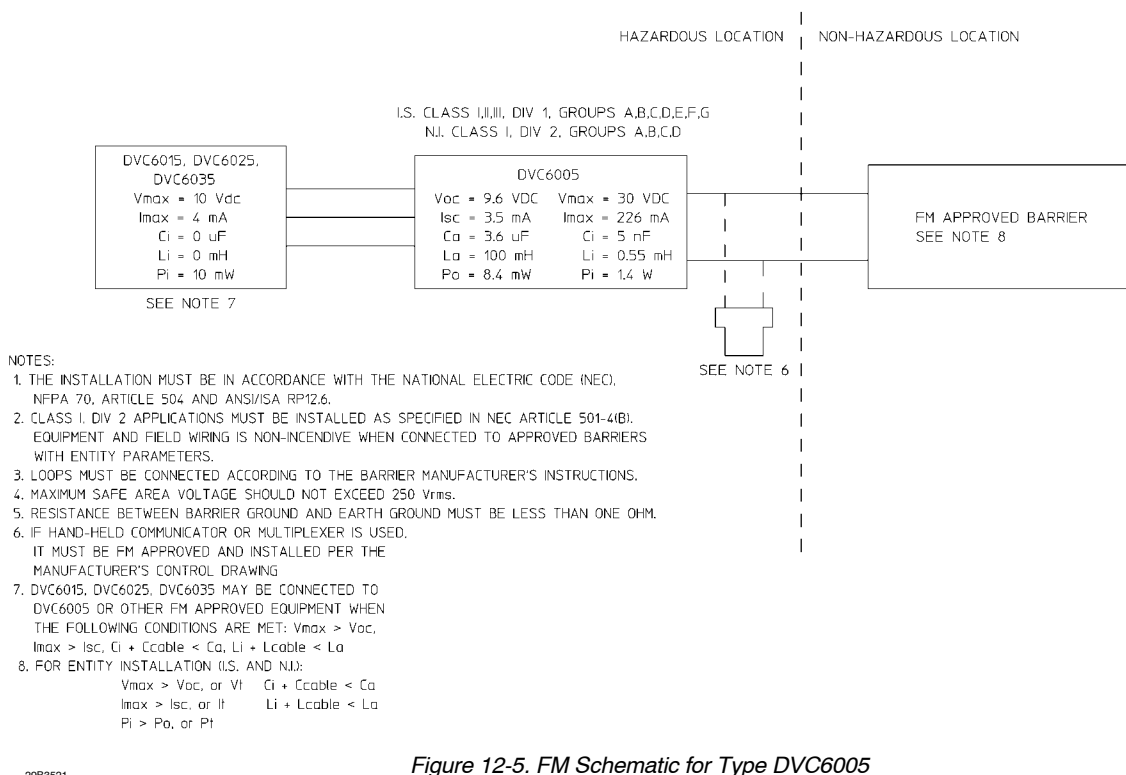 HAZARDOUS LOCATION
NON-HAZARDOUS LOCATION
I.S. CLASS I,II,III, DIV 1, GROUPS A,B,C,D,E,F,G
N.I. CLASS I, DIV 2, GROUPS A,B,C,D
DVC6015, DVC6025,
DVC6035
Vmax = 10 Vdc
Imax = 4 mA
Ci = 0 uF
Li = 0 mH
Pi = 10 mW
SEE NOTE 7
DVC6005
Voc = 9.6 VDC Vmax = 30 VDC
Isc = 3.5 mA Imax = 226 mA
Ca = 3.6 uF Ci = 5 nF
La = 100 mH Li = 0.55 mH
Po = 8.4 mW Pi = 1.4 W
FM APPROVED BARRIER
SEE NOTE 8
SEE NOTE 6
NOTES:
1. THE INSTALLATION MUST BE IN ACCORDANCE WITH THE NATIONAL ELECTRIC CODE (NEC),
NFPA 70, ARTICLE 504 AND ANSI/ISA RP12.6.
2. CLASS I, DIV 2 APPLICATIONS MUST BE INSTALLED AS SPECIFIED IN NEC ARTICLE 501-4(B).
EQUIPMENT AND FIELD WIRING IS NON-INCENDIVE WHEN CONNECTED TO APPROVED BARRIERS
WITH ENTITY PARAMETERS.
3. LOOPS MUST BE CONNECTED ACCORDING TO THE BARRIER MANUFACTURER'S INSTRUCTIONS.
4. MAXIMUM SAFE AREA VOLTAGE SHOULD NOT EXCEED 250 Vrms.
5. RESISTANCE BETWEEN BARRIER GROUND AND EARTH GROUND MUST BE LESS THAN ONE OHM.
6. IF HAND-HELD COMMUNICATOR OR MULTIPLEXER IS USED,
IT MUST BE FM APPROVED AND INSTALLED PER THE
MANUFACTURER'S CONTROL DRAWING
7. DVC6015, DVC6025, DVC6035 MAY BE CONNECTED TO
DVC6005 OR OTHER FM APPROVED EQUIPMENT WHEN
THE FOLLOWING CONDITIONS ARE MET: Vmax > Voc,
Imax > Isc, Ci + Ccable < Ca, Li + Lcable < La
8. FOR ENTITY INSTALLATION (I.S. AND N.I.):
Vmax > Voc, or Vt Ci + Ccable < Ca
Imax > Isc, or It Li + Lcable < La
Pi > Po, or Pt
Figure 12-5. FM Schematic for Type DVC6005